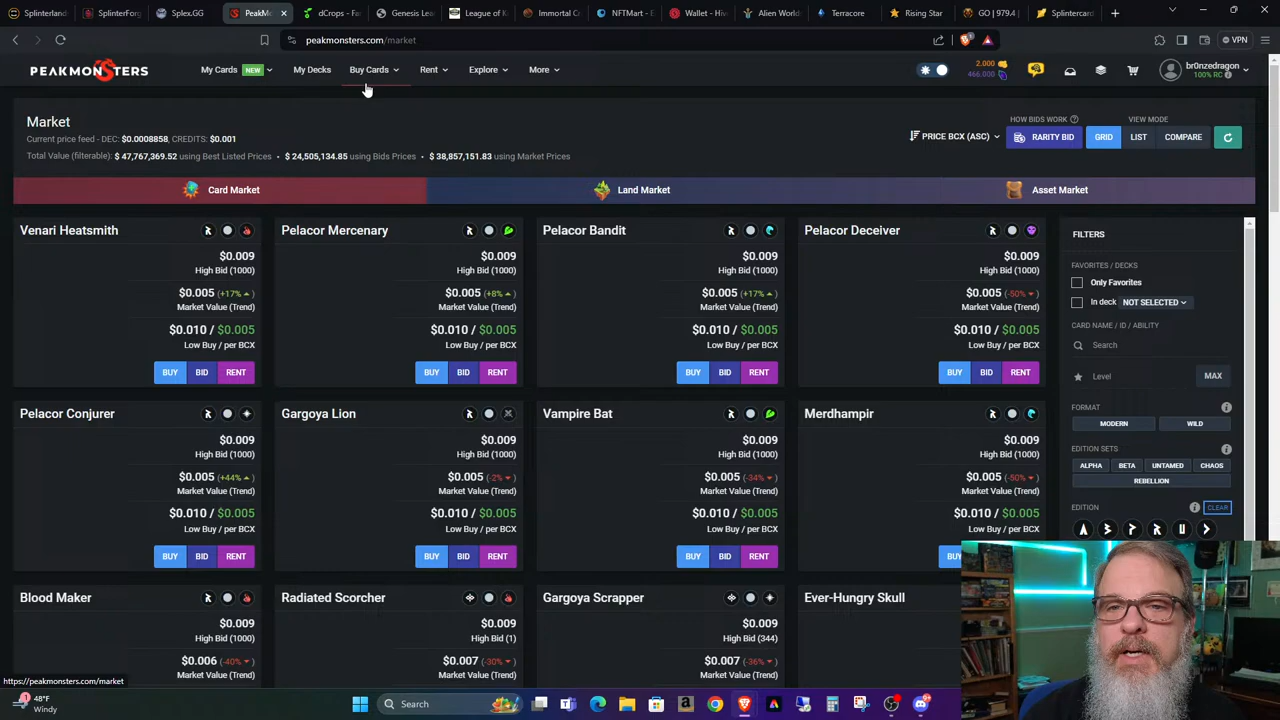 Splinterland
SplinterForg
Splex.GG
PeakMo
dCrops - Fa
Genesis Lea
League of K
Immortal Cr
NFTMart - E
Wallet - Hiv
Alien World
Terracore
Rising Star
GO | 979.4 |
Splintercard
peakmonsters.com/market
VPN
PEAKMONSTERS
My Cards NEW
My Decks
Buy Cards
Rent
Explore
More
2.000
466.000
br0nzedragon
100% RC
Market
Current price feed - DEC: $0.0008858, CREDITS: $0.001
Total Value (filterable): $ 47,767,369.52 using Best Listed Prices • $ 24,505,134.85 using Bids Prices • $ 38,857,151.83 using Market Prices
PRICE BCX (ASC)
HOW BIDS WORK
RARITY BID
VIEW MODE
GRID
LIST
COMPARE
Card Market
Land Market
Asset Market
Venari Heatsmith
$0.009
High Bid (1000)
$0.005 (+17%)
Market Value (Trend)
$0.010 / $0.005
Low Buy / per BCX
BUY BID RENT
Pelacor Mercenary
$0.009
High Bid (1000)
$0.005 (+8%)
Market Value (Trend)
$0.010 / $0.005
Low Buy / per BCX
BUY BID RENT
Pelacor Bandit
$0.009
High Bid (1000)
$0.005 (+17%)
Market Value (Trend)
$0.010 / $0.005
Low Buy / per BCX
BUY BID RENT
Pelacor Deceiver
$0.009
High Bid (1000)
$0.005 (-50%)
Market Value (Trend)
$0.010 / $0.005
Low Buy / per BCX
BUY BID RENT
Pelacor Conjurer
$0.009
High Bid (1000)
$0.005 (+44%)
Market Value (Trend)
$0.010 / $0.005
Low Buy / per BCX
BUY BID RENT
Gargoya Lion
$0.009
High Bid (1000)
$0.005 (-2%)
Market Value (Trend)
$0.010 / $0.005
Low Buy / per BCX
BUY BID RENT
Vampire Bat
$0.009
High Bid (1000)
$0.005 (-34%)
Market Value (Trend)
$0.010 / $0.005
Low Buy / per BCX
BUY BID RENT
Merdhampir
$0.009
High Bid (1000)
$0.005 (-50%)
Market Value (Trend)
$0.010 / $0.005
Low Buy / per BCX
BU
Blood Maker
$0.009
High Bid (1000)
$0.006 (-40%)
Market Value (Trend)
Radiated Scorcher
$0.009
High Bid (1)
$0.007 (-30%)
Market Value (Trend)
Gargoya Scrapper
$0.009
High Bid (344)
$0.007 (-36%)
Market Value (Trend)
Ever-Hungry Skull
FILTERS
FAVORITES / DECKS
Only Favorites
In deck NOT SELECTED
CARD NAME / ID / ABILITY
Search
Level
MAX
FORMAT
MODERN
WILD
EDITION SETS
ALPHA
BETA
UNTAMED
CHAOS
REBELLION
EDITION
CLEAR
https://peakmonsters.com/market
48°F
Windy
Search